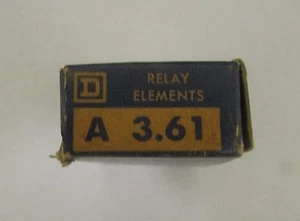 D
RELAY
ELEMENTS
A 3.61